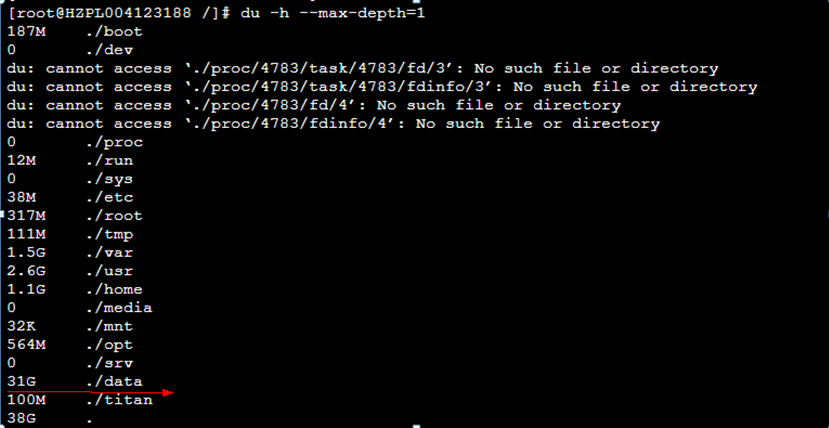 [root@HZPL004123188 /]# du -h --max-depth=1
187M ./boot
0 ./dev
du: cannot access ‘./proc/4783/task/4783/fd/3’: No such file or directory
du: cannot access ‘./proc/4783/task/4783/fdinfo/3’: No such file or directory
du: cannot access ‘./proc/4783/fd/4’: No such file or directory
du: cannot access ‘./proc/4783/fdinfo/4’: No such file or directory
0 ./proc
12M ./run
0 ./sys
38M ./etc
317M ./root
111M ./tmp
1.5G ./var
2.6G ./usr
1.1G ./home
0 ./media
32K ./mnt
564M ./opt
0 ./srv
31G ./data
100M ./titan
38G .